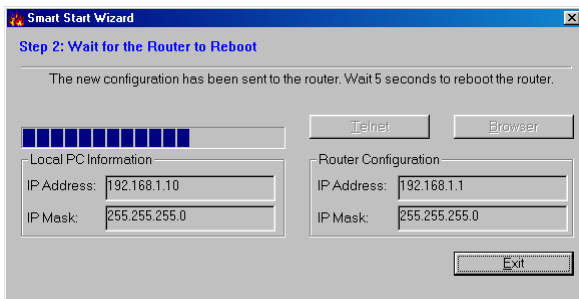 Smart Start Wizard
Step 2: Wait for the Router to Reboot
The new configuration has been sent to the router. Wait 5 seconds to reboot the router.
Telnet
Browser
Local PC Information
IP Address: 192.168.1.10
IP Mask: 255.255.255.0
Router Configuration
IP Address: 192.168.1.1
IP Mask: 255.255.255.0
Exit